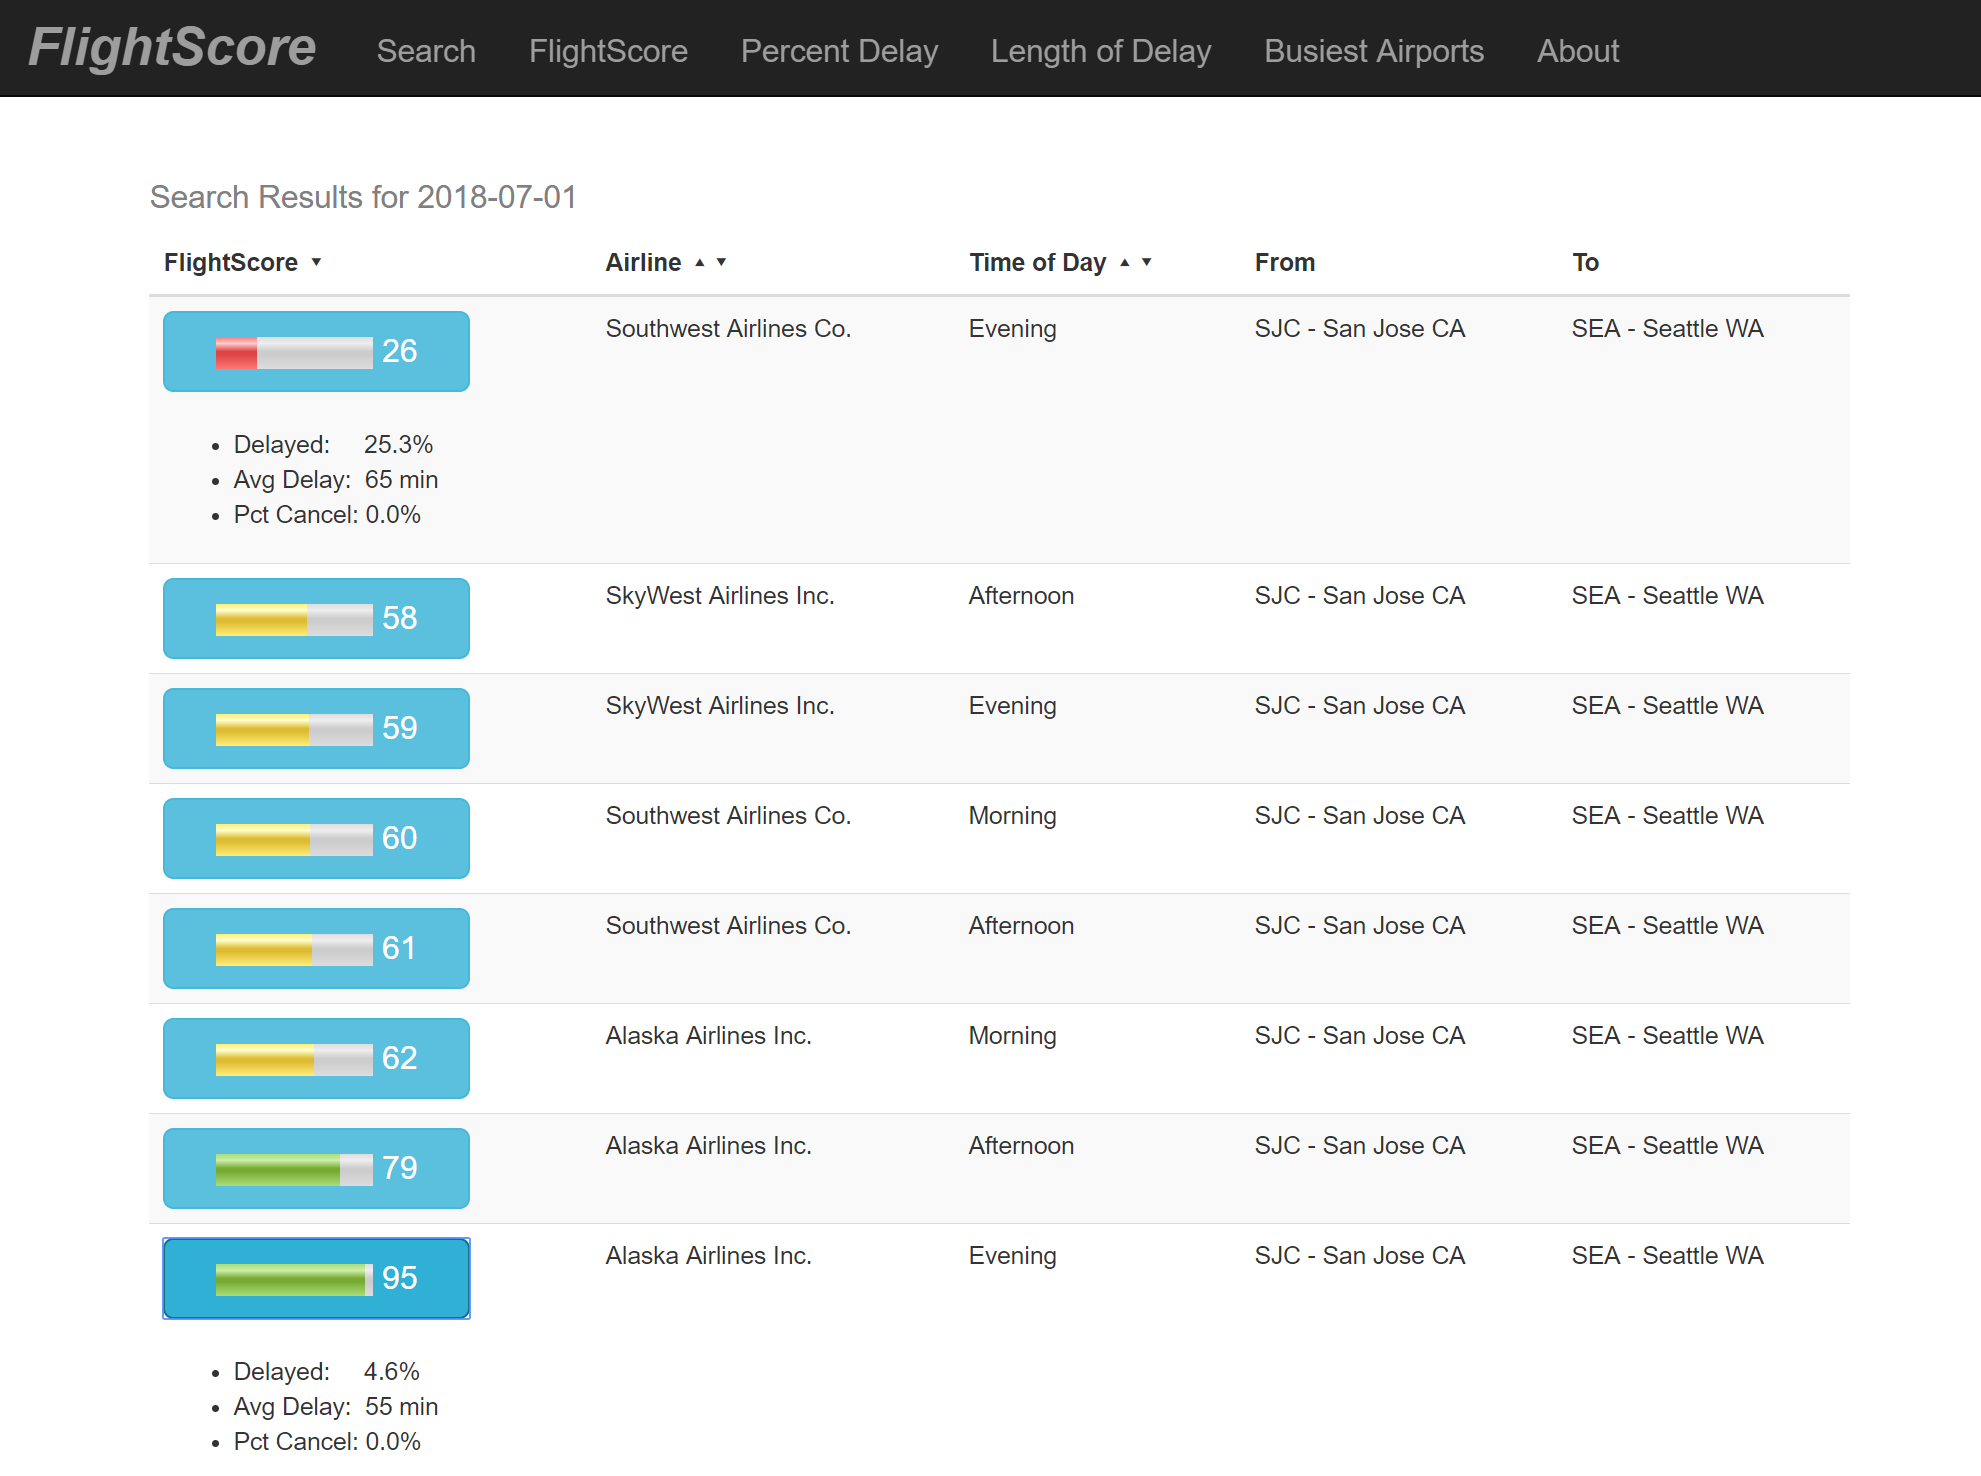 FlightScore Search FlightScore Percent Delay Length of Delay Busiest Airports About
Search Results for 2018-07-01
FlightScore ▼ Airline ▲ ▼ Time of Day ▲ ▼ From To
26 Southwest Airlines Co. Evening SJC - San Jose CA SEA - Seattle WA
• Delayed: 25.3%
• Avg Delay: 65 min
• Pct Cancel: 0.0%
58 SkyWest Airlines Inc. Afternoon SJC - San Jose CA SEA - Seattle WA
59 SkyWest Airlines Inc. Evening SJC - San Jose CA SEA - Seattle WA
60 Southwest Airlines Co. Morning SJC - San Jose CA SEA - Seattle WA
61 Southwest Airlines Co. Afternoon SJC - San Jose CA SEA - Seattle WA
62 Alaska Airlines Inc. Morning SJC - San Jose CA SEA - Seattle WA
79 Alaska Airlines Inc. Afternoon SJC - San Jose CA SEA - Seattle WA
95 Alaska Airlines Inc. Evening SJC - San Jose CA SEA - Seattle WA
• Delayed: 4.6%
• Avg Delay: 55 min
• Pct Cancel: 0.0%